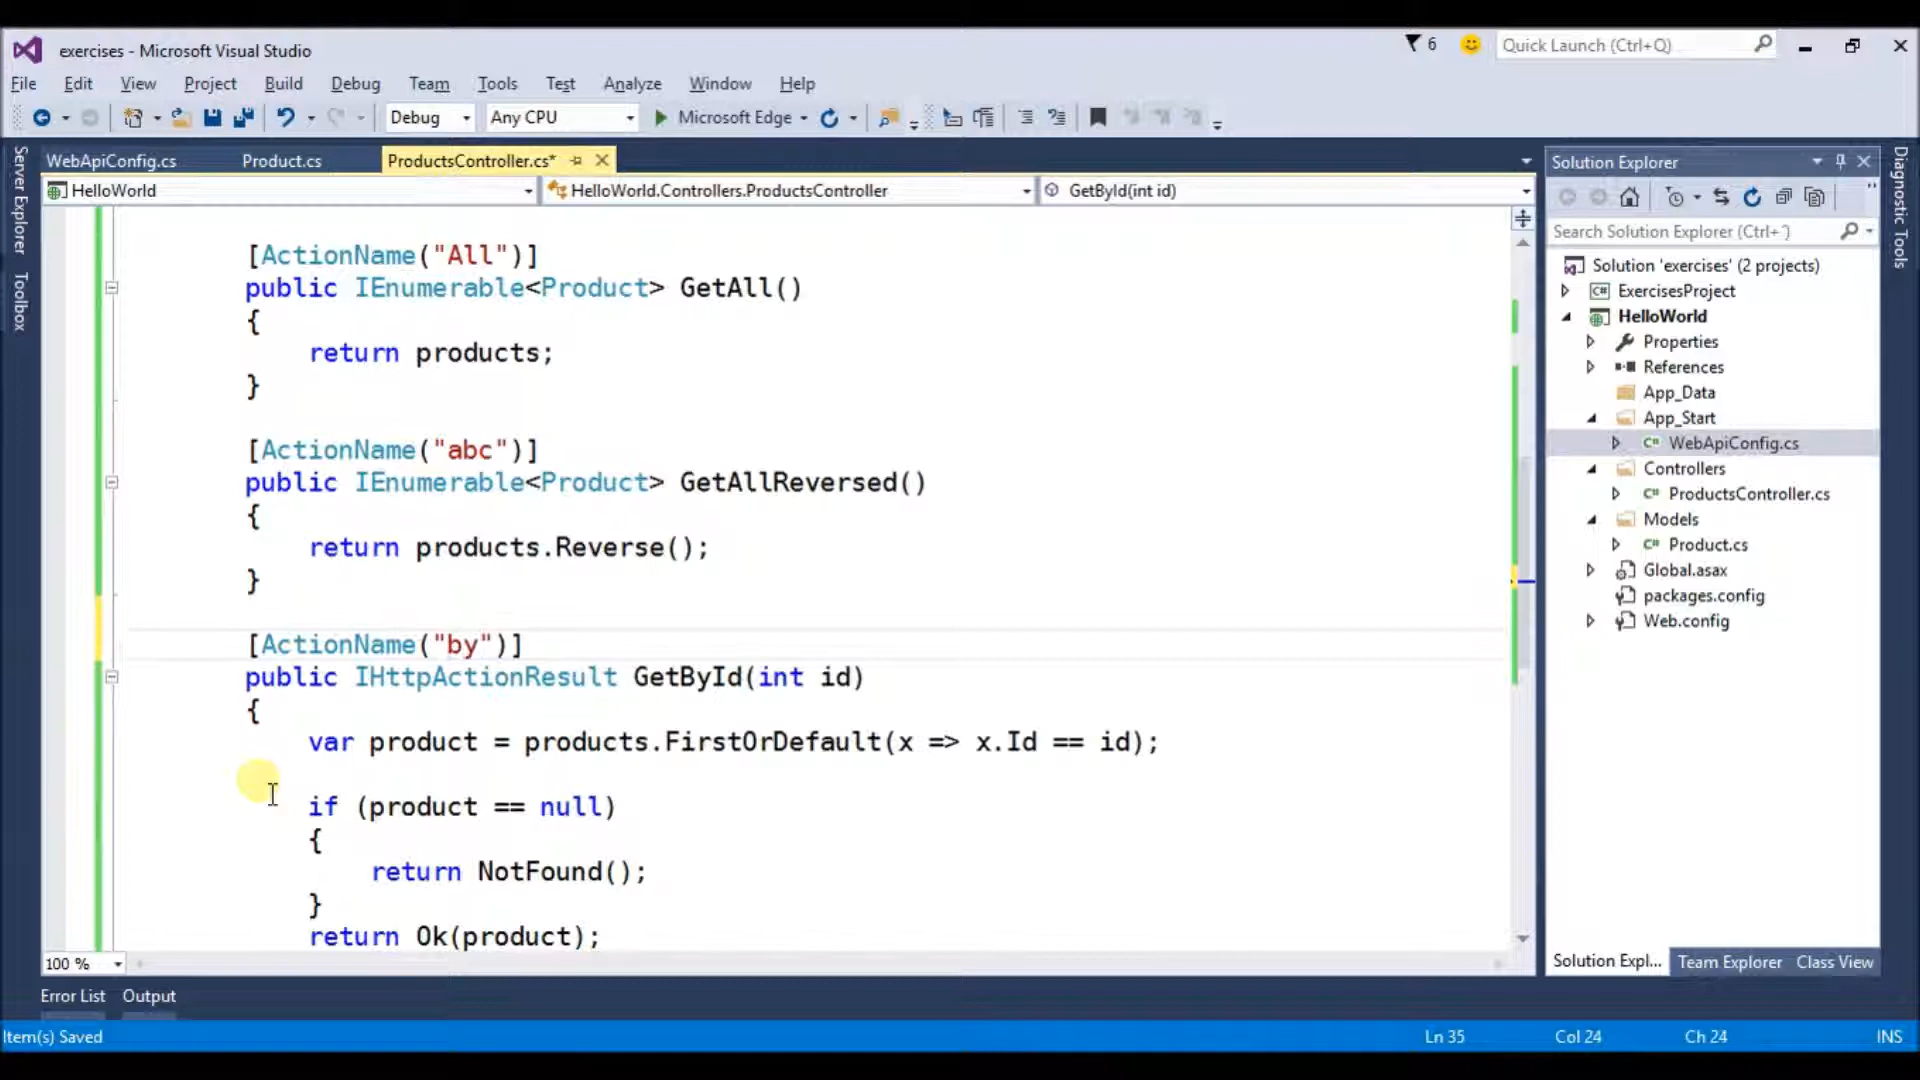 exercises - Microsoft Visual Studio
6
Quick Launch (Ctrl+Q)
File Edit View Project Build Debug Team Tools Test Analyze Window Help
Debug Any CPU Microsoft Edge
Server Explorer
Toolbox
WebApiConfig.cs Product.cs ProductsController.cs*
HelloWorld HelloWorld.Controllers.ProductsController GetById(int id)
[ActionName("All")]
public IEnumerable<Product> GetAll()
{
return products;
}
[ActionName("abc")]
public IEnumerable<Product> GetAllReversed()
{
return products.Reverse();
}
[ActionName("by")]
public IHttpActionResult GetById(int id)
{
var product = products.FirstOrDefault(x => x.Id == id);
if (product == null)
{
return NotFound();
}
return Ok(product);
100 %
Solution Explorer
Search Solution Explorer (Ctrl+¨)
Solution 'exercises' (2 projects)
C# ExercisesProject
HelloWorld
Properties
References
App_Data
App_Start
C# WebApiConfig.cs
Controllers
C# ProductsController.cs
Models
C# Product.cs
Global.asax
packages.config
Web.config
Solution Expl... Team Explorer Class View
Diagnostic Tools
Error List Output
Item(s) Saved Ln 35 Col 24 Ch 24 INS